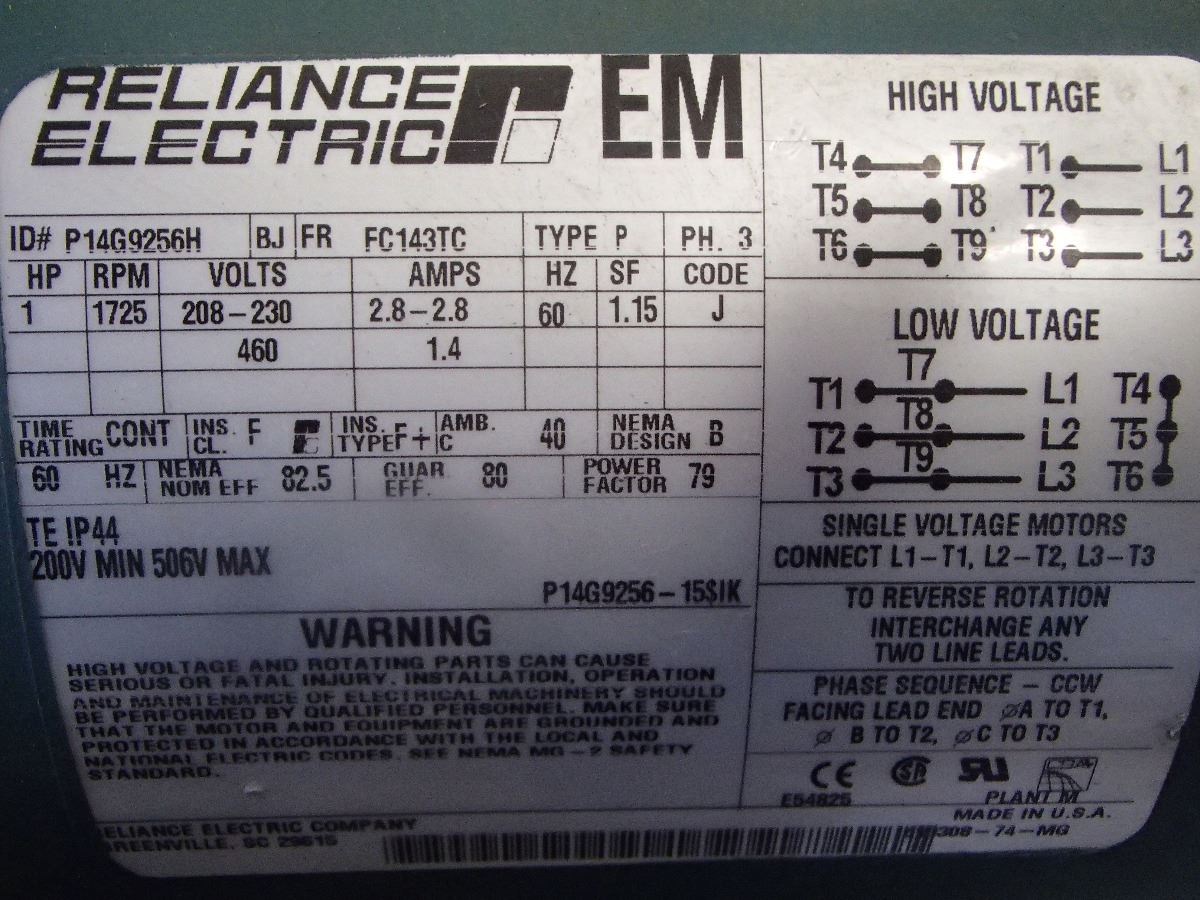 RELIANCE
ELECTRIC
EM
ID# P14G9256H BJ FR FC143TC TYPE P PH. 3
HP RPM VOLTS AMPS HZ SF CODE
1 1725 208-230 2.8-2.8 60 1.15 J
460 1.4
TIME RATING CONT INS. CL. F INS. TYPE F+ AMB. C 40 NEMA DESIGN B
60 HZ NEMA NOM EFF 82.5 GUAR. EFF. 80 POWER FACTOR 79
TE IP44
200V MIN 506V MAX
P14G9256-15$IK
WARNING
HIGH VOLTAGE AND ROTATING PARTS CAN CAUSE
SERIOUS OR FATAL INJURY. INSTALLATION, OPERATION
AND MAINTENANCE OF ELECTRICAL MACHINERY SHOULD
BE PERFORMED BY QUALIFIED PERSONNEL. MAKE SURE
THAT THE MOTOR AND EQUIPMENT ARE GROUNDED AND
PROTECTED IN ACCORDANCE WITH THE LOCAL AND
NATIONAL ELECTRIC CODES. SEE NEMA MG-2 SAFETY
STANDARD.
RELIANCE ELECTRIC COMPANY
GREENVILLE, SC 29615
HIGH VOLTAGE
T4 T7 T1 L1
T5 T8 T2 L2
T6 T9 T3 L3
LOW VOLTAGE
T7
T1 L1 T4
T8
T2 L2 T5
T9
T3 L3 T6
SINGLE VOLTAGE MOTORS
CONNECT L1-T1, L2-T2, L3-T3
TO REVERSE ROTATION
INTERCHANGE ANY
TWO LINE LEADS.
PHASE SEQUENCE - CCW
FACING LEAD END øA TO T1,
ø B TO T2, øC TO T3
CE SA
E54825 PLANT M
MADE IN U.S.A.
308-74-MG